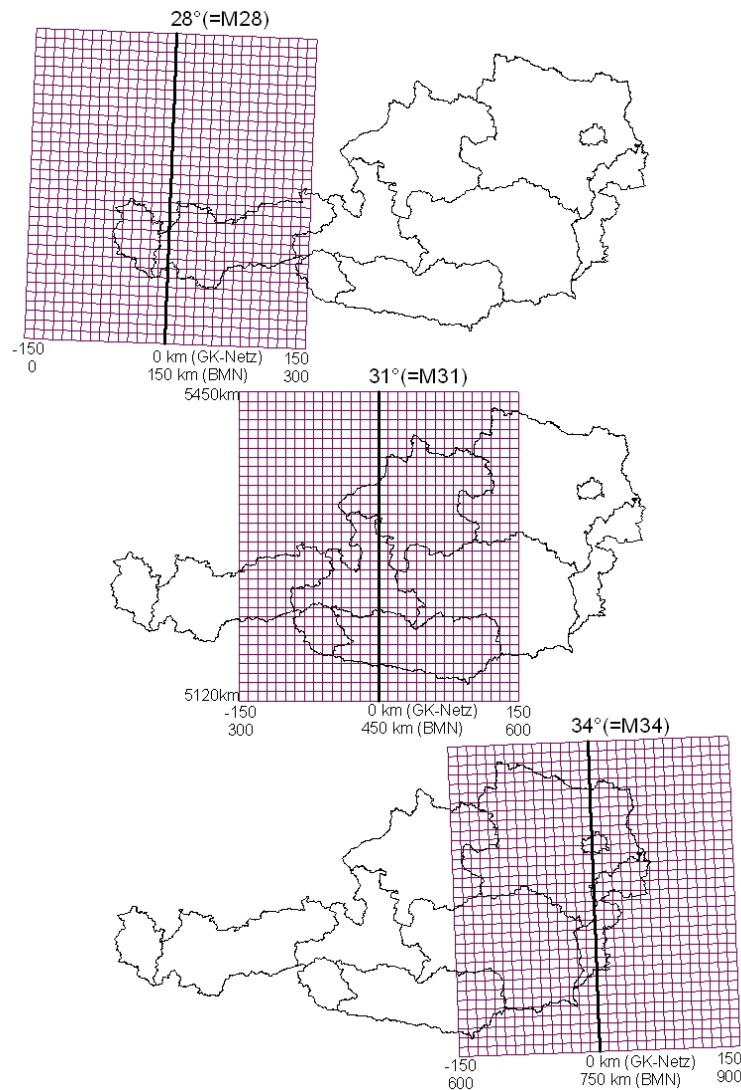 28°(=M28)
-150 0 km (GK-Netz) 150
0 150 km (BMN) 300
31°(=M31)
5450km
5120km
-150 0 km (GK-Netz) 150
300 450 km (BMN) 600
34°(=M34)
-150 0 km (GK-Netz) 150
600 750 km (BMN) 900